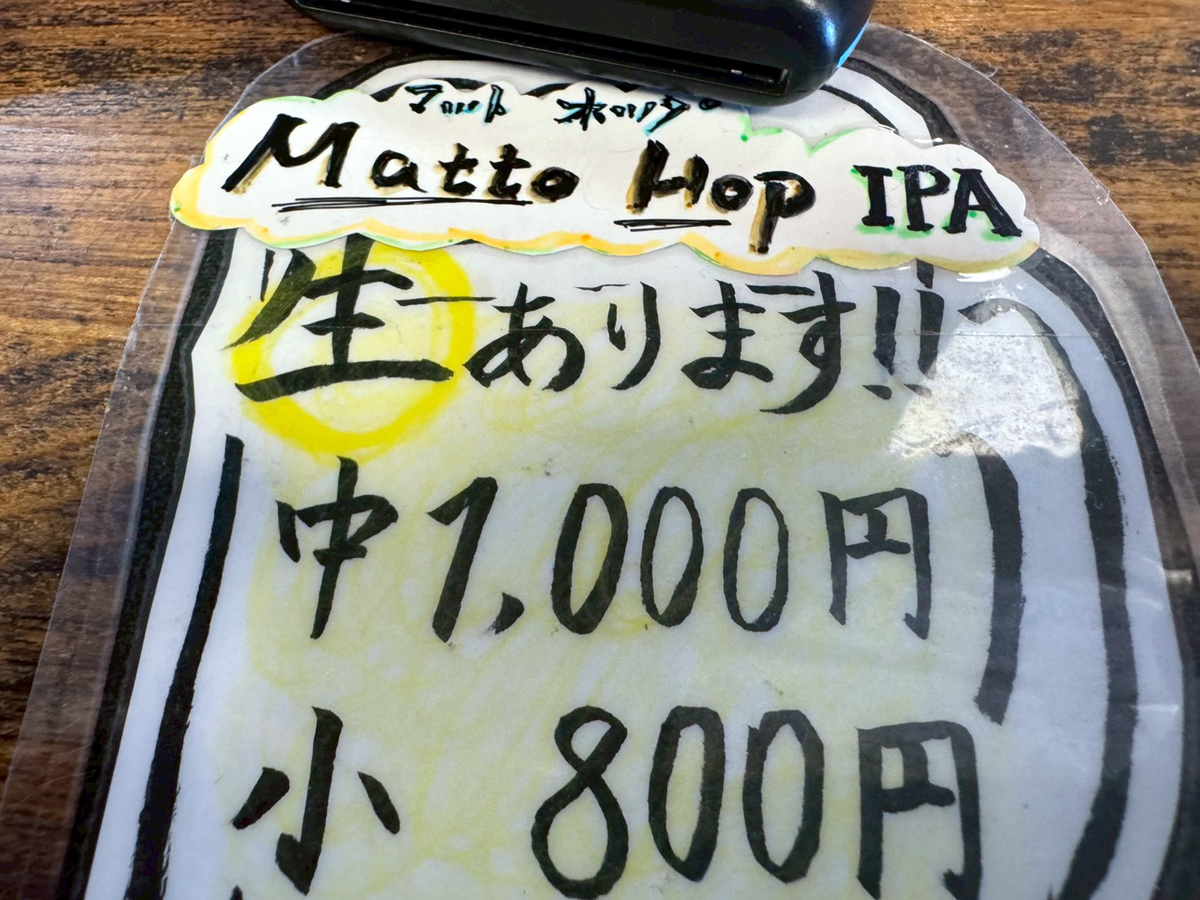 マット ホップ
Matto Hop IPA
生あります!!
中 1,000円
小 800円